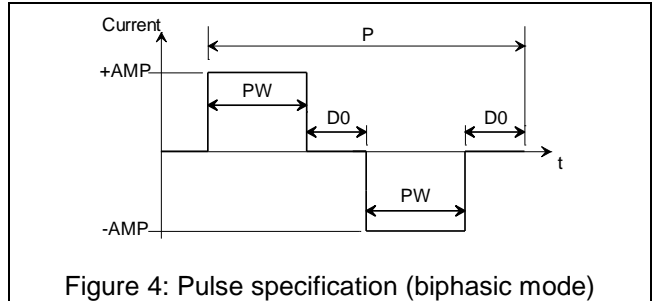 Current
P
+AMP
PW
D0
D0
t
PW
-AMP
Figure 4: Pulse specification (biphasic mode)